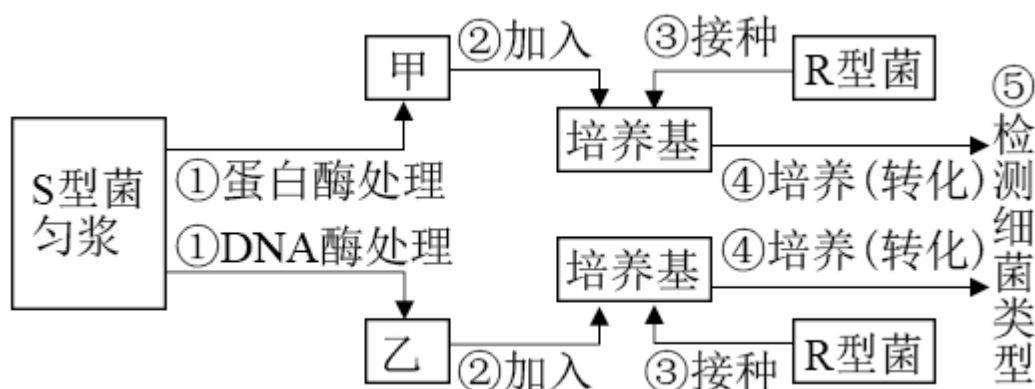 S型菌
匀浆
①蛋白酶处理
①DNA酶处理
甲
②加入
③接种
R型菌
培养基
④培养(转化)
乙
②加入
③接种
R型菌
培养基
④培养(转化)
⑤检测细菌类型